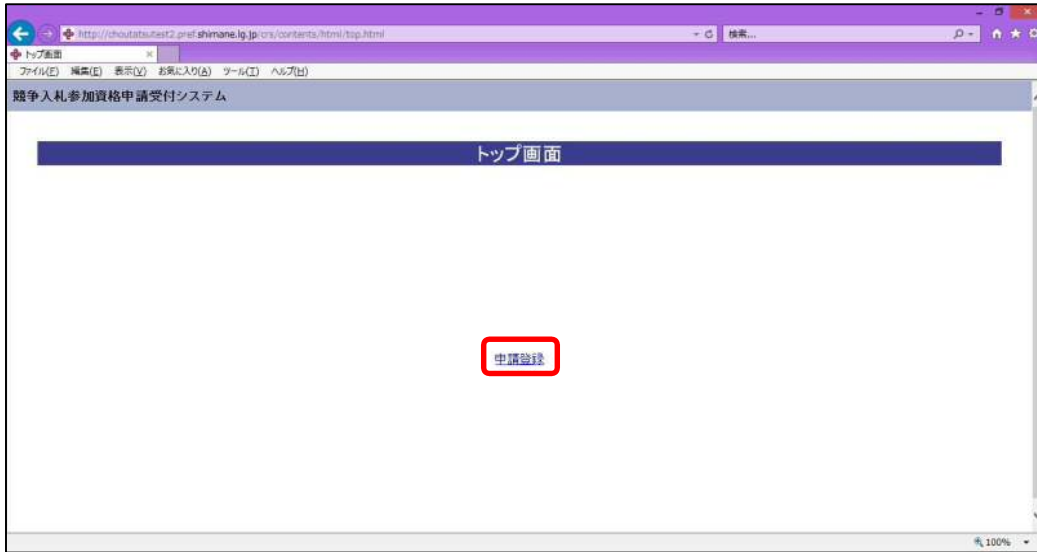 http://choutatsutest2.pref.shimane.lg.jp/crs/contents/html/top.html
検索...
トップ画面
ファイル(F) 編集(E) 表示(V) お気に入り(A) ツール(T) ヘルプ(H)
競争入札参加資格申請受付システム
トップ画面
申請登録
100%